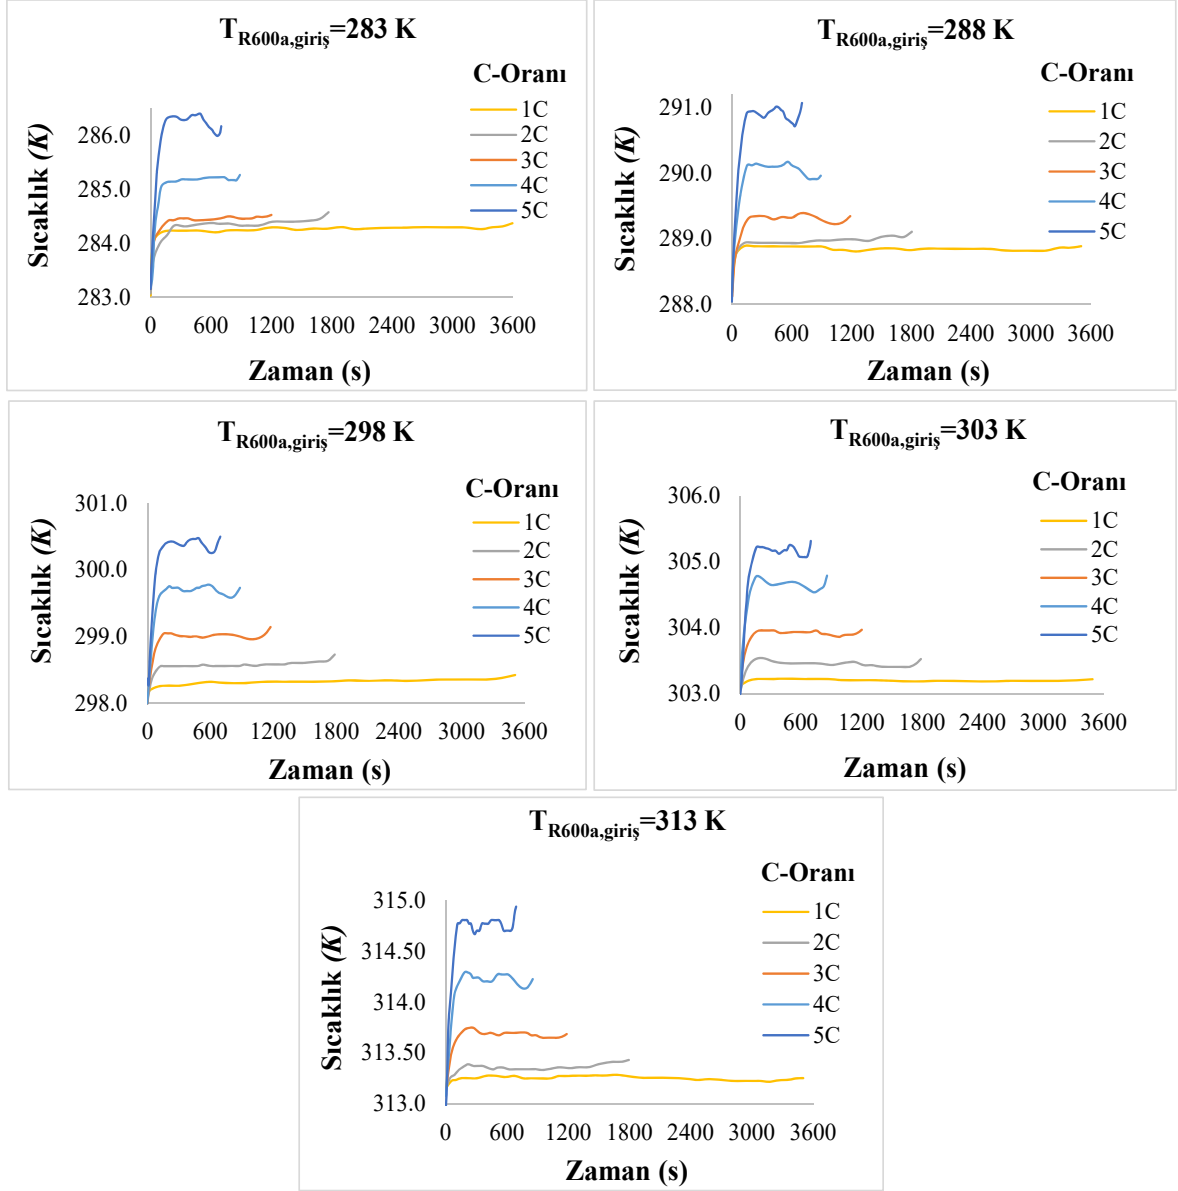 T_R600a,giriş=283 K
C-Oranı
1C
2C
3C
4C
5C
Sıcaklık (K)
286.0
285.0
284.0
283.0
0 600 1200 1800 2400 3000 3600
Zaman (s)
T_R600a,giriş=288 K
C-Oranı
1C
2C
3C
4C
5C
Sıcaklık (K)
291.0
290.0
289.0
288.0
0 600 1200 1800 2400 3000 3600
Zaman (s)
T_R600a,giriş=298 K
C-Oranı
1C
2C
3C
4C
5C
Sıcaklık (K)
301.0
300.0
299.0
298.0
0 600 1200 1800 2400 3000 3600
Zaman (s)
T_R600a,giriş=303 K
C-Oranı
1C
2C
3C
4C
5C
Sıcaklık (K)
306.0
305.0
304.0
303.0
0 600 1200 1800 2400 3000 3600
Zaman (s)
T_R600a,giriş=313 K
C-Oranı
1C
2C
3C
4C
5C
Sıcaklık (K)
315.0
314.50
314.0
313.50
313.0
0 600 1200 1800 2400 3000 3600
Zaman (s)